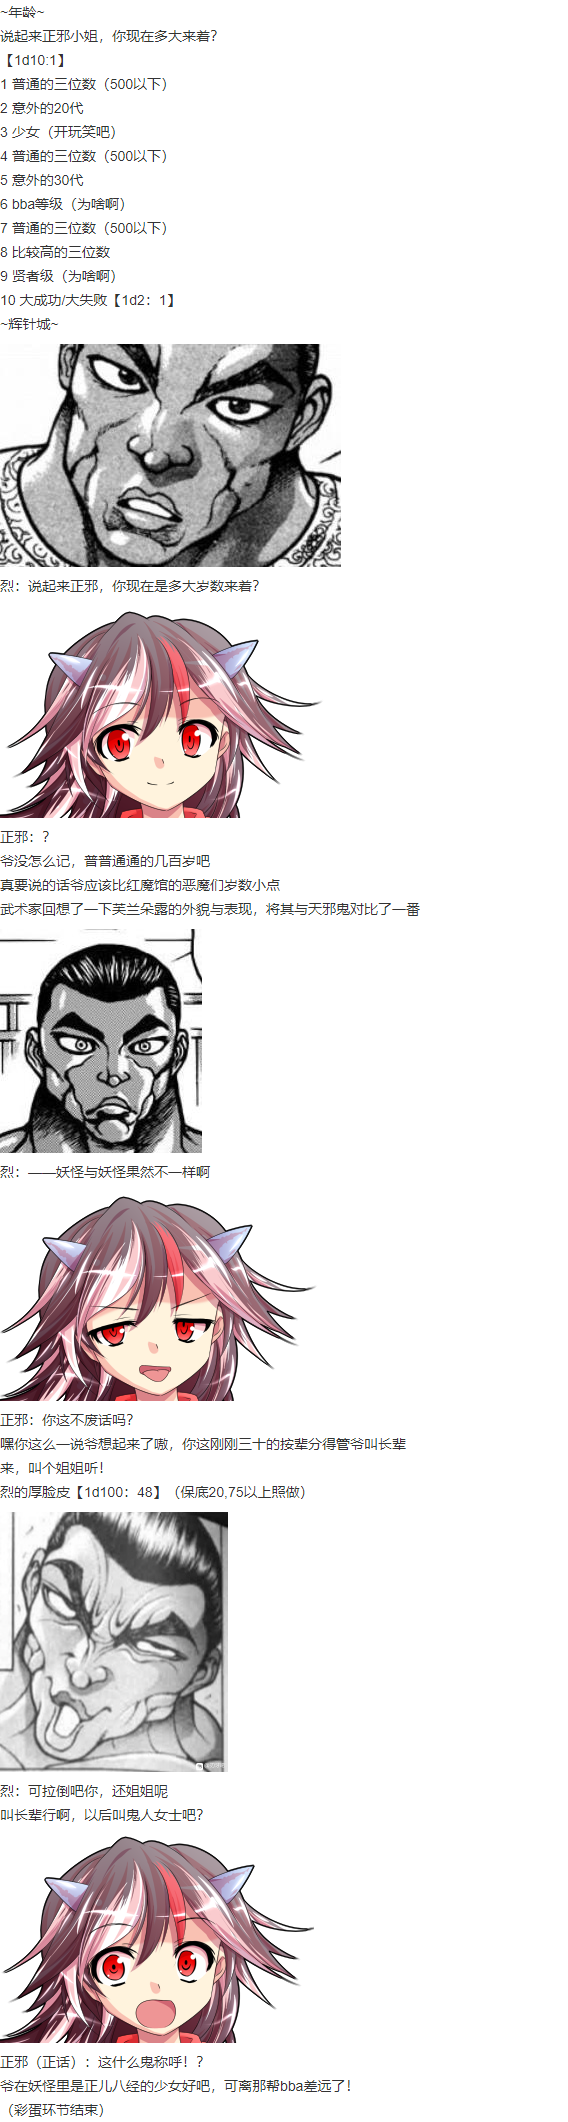 ~年龄~
说起来正邪小姐，你现在多大来着？
【1d10:1】
1 普通的三位数（500以下）
2 意外的20代
3 少女（开玩笑吧）
4 普通的三位数（500以下）
5 意外的30代
6 bba等级（为啥啊）
7 普通的三位数（500以下）
8 比较高的三位数
9 贤者级（为啥啊）
10 大成功/大失败【1d2：1】
~辉针城~
烈：说起来正邪，你现在是多大岁数来着？
正邪：？
爷没怎么记，普普通通的几百岁吧
真要说的话爷应该比红魔馆的恶魔们岁数小点
武术家回想了一下芙兰朵露的外貌与表现，将其与天邪鬼对比了一番
烈：——妖怪与妖怪果然不一样啊
正邪：你这不废话吗？
嘿你这么一说爷想起来了嗷，你这刚刚三十的按辈分得管爷叫长辈
来，叫个姐姐听！
烈的厚脸皮【1d100：48】（保底20,75以上照做）
烈：可拉倒吧你，还姐姐呢
叫长辈行啊，以后叫鬼人女士吧？
正邪（正话）：这什么鬼称呼！？
爷在妖怪里是正儿八经的少女好吧，可离那帮bba差远了！
（彩蛋环节结束）